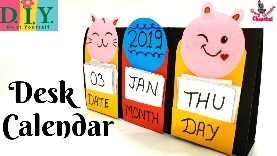 D.I.Y.
Do It Yourself
Desk
Calendar
03
DATE
2019
JAN
MONTH
THU
DAY